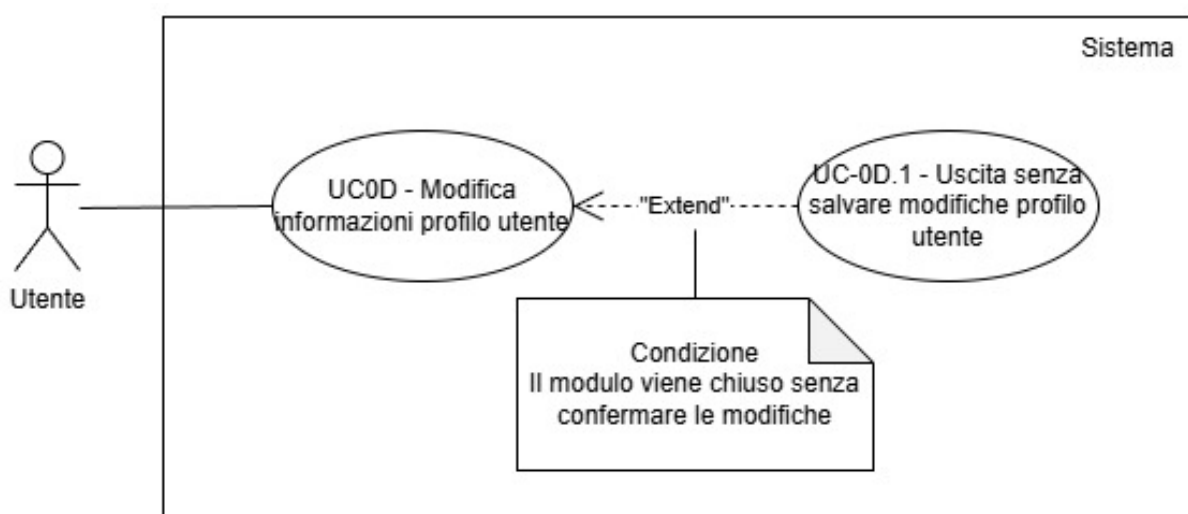 Sistema
UC0D - Modifica
informazioni profilo utente
"Extend"
UC-0D.1 - Uscita senza
salvare modifiche profilo
utente
Utente
Condizione
Il modulo viene chiuso senza
confermare le modifiche